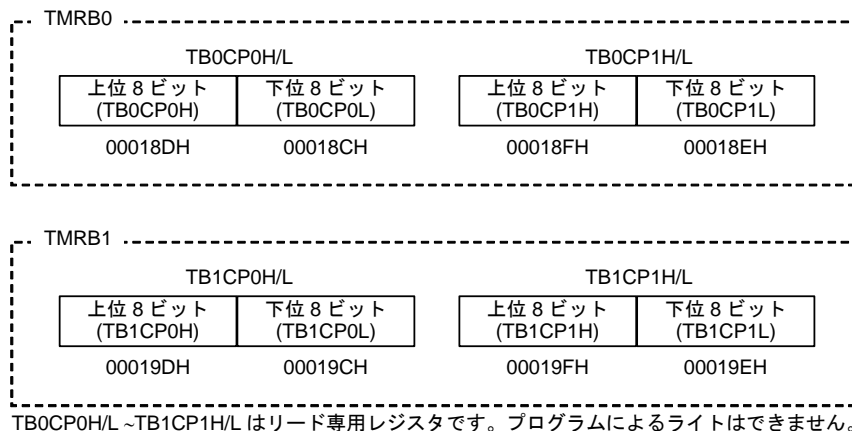 TMRB0
TB0CP0H/L TB0CP1H/L
上位 8 ビット 下位 8 ビット 上位 8 ビット 下位 8 ビット
(TB0CP0H) (TB0CP0L) (TB0CP1H) (TB0CP1L)
00018DH 00018CH 00018FH 00018EH
TMRB1
TB1CP0H/L TB1CP1H/L
上位 8 ビット 下位 8 ビット 上位 8 ビット 下位 8 ビット
(TB1CP0H) (TB1CP0L) (TB1CP1H) (TB1CP1L)
00019DH 00019CH 00019FH 00019EH
TB0CP0H/L ~TB1CP1H/L はリード専用レジスタです。プログラムによるライトはできません。